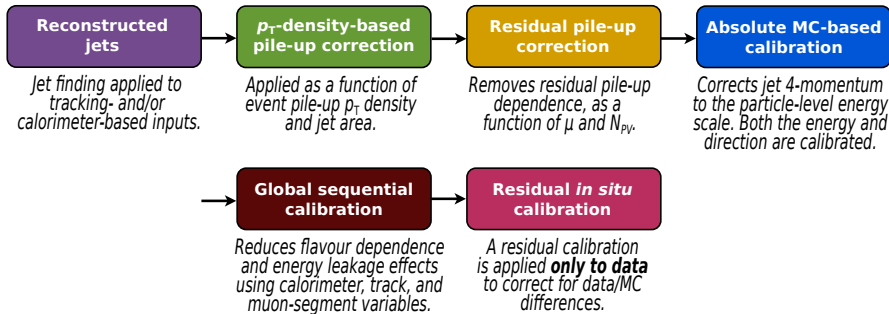 Reconstructed
jets
Jet finding applied to
tracking- and/or
calorimeter-based inputs.
p_T-density-based
pile-up correction
Applied as a function of
event pile-up p_T density
and jet area.
Residual pile-up
correction
Removes residual pile-up
dependence, as a
function of μ and N_PV.
Absolute MC-based
calibration
Corrects jet 4-momentum
to the particle-level energy
scale. Both the energy and
direction are calibrated.
Global sequential
calibration
Reduces flavour dependence
and energy leakage effects
using calorimeter, track, and
muon-segment variables.
Residual in situ
calibration
A residual calibration
is applied only to data
to correct for data/MC
differences.